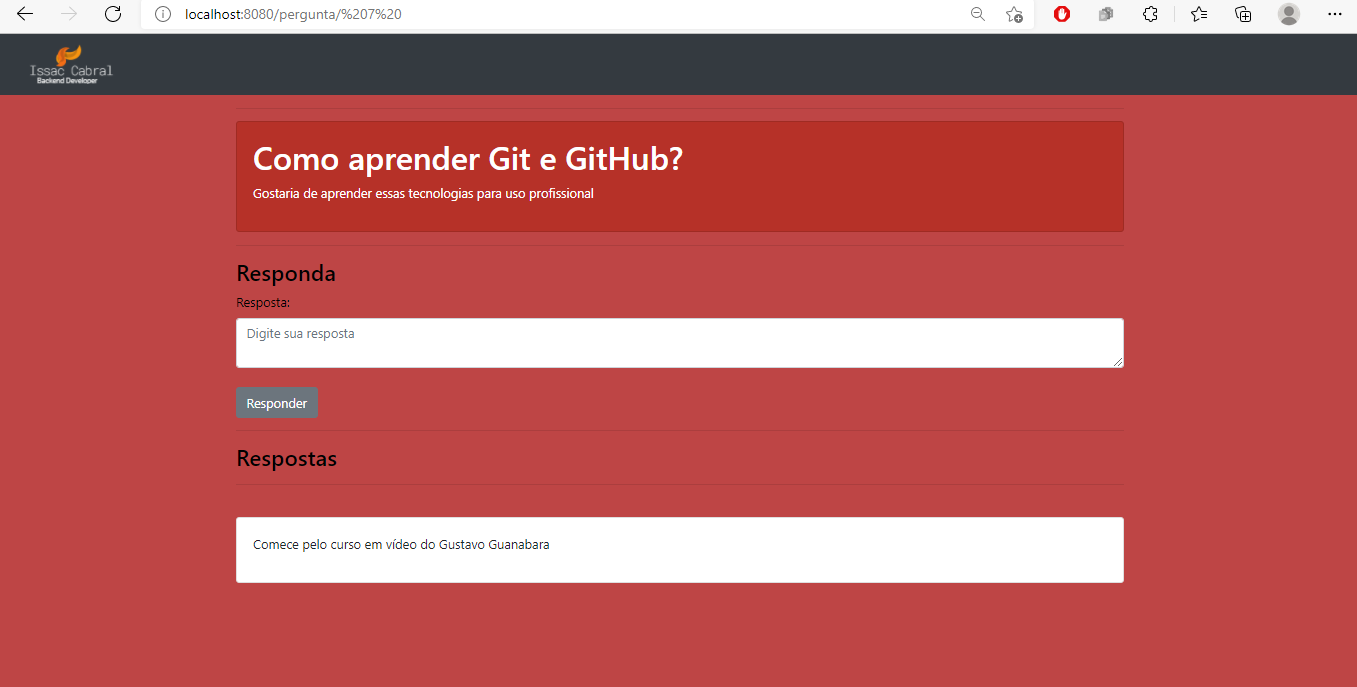 localhost:8080/pergunta/%207%20
Issac Cabral
Backend Developer
Como aprender Git e GitHub?
Gostaria de aprender essas tecnologias para uso profissional
Responda
Resposta:
Digite sua resposta
Responder
Respostas
Comece pelo curso em vídeo do Gustavo Guanabara